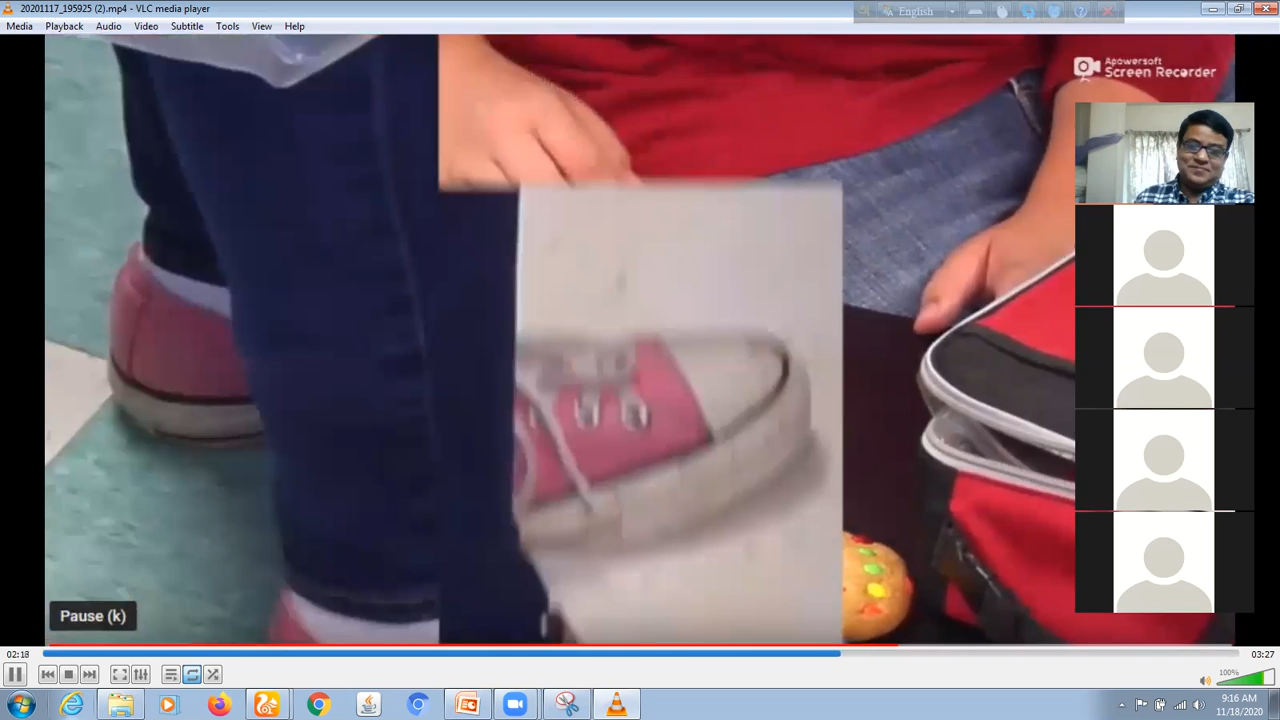 20201117_195925 (2).mp4 - VLC media player
English
Media Playback Audio Video Subtitle Tools View Help
Apowersoft
Screen Recorder
Pause (k)
02:18
03:27
100%
9:16 AM
11/18/2020